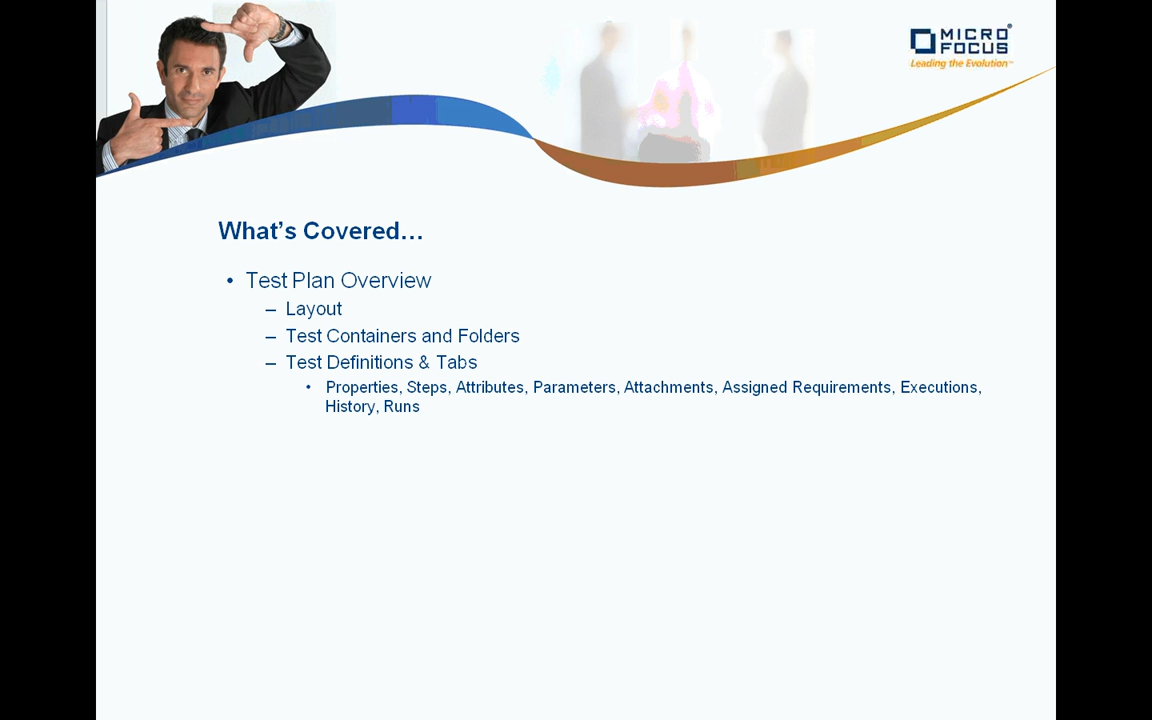 MICRO
FOCUS
Leading the Evolution™
What's Covered...
• Test Plan Overview
– Layout
– Test Containers and Folders
– Test Definitions & Tabs
• Properties, Steps, Attributes, Parameters, Attachments, Assigned Requirements, Executions,
History, Runs